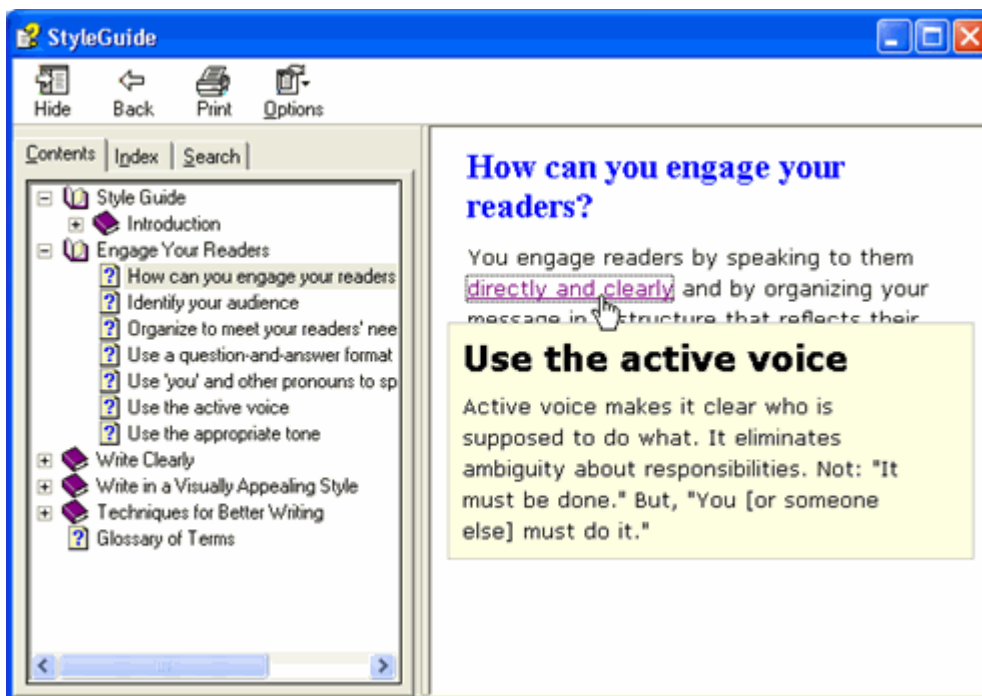 StyleGuide
Hide Back Print Options
Contents Index Search
Style Guide
Introduction
Engage Your Readers
How can you engage your readers
Identify your audience
Organize to meet your readers' nee
Use a question-and-answer format
Use 'you' and other pronouns to sp
Use the active voice
Use the appropriate tone
Write Clearly
Write in a Visually Appealing Style
Techniques for Better Writing
Glossary of Terms
How can you engage your
readers?
You engage readers by speaking to them
directly and clearly and by organizing your
message in structure that reflects their
Use the active voice
Active voice makes it clear who is
supposed to do what. It eliminates
ambiguity about responsibilities. Not: "It
must be done." But, "You [or someone
else] must do it."